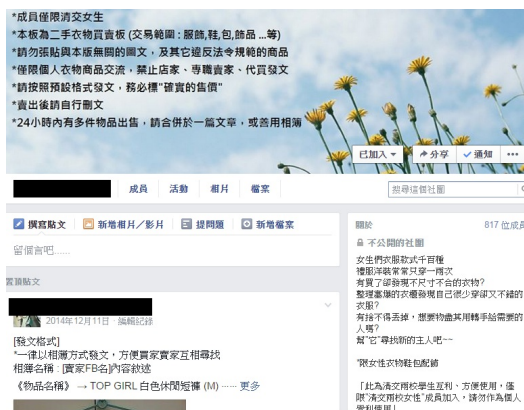 *成員僅限清交女生
*本板為二手衣物買賣板 (交易範圍 : 服飾,鞋,包,飾品 ...等)
*請勿張貼與本版無關的圖文，及其它違反法令規範的商品
*僅限個人衣物商品交流，禁止店家、專職賣家、代買發文
*請按照預設格式發文，務必標"確實的售價"
*賣出後請自行刪文
*24小時內有多件物品出售，請合併於一篇文章，或善用相簿
已加入 分享 通知 •••
成員 活動 相片 檔案 搜尋這個社團
撰寫貼文 新增相片／影片 提問題 新增檔案
留個言吧......
置頂貼文
2014年12月11日 · 編輯紀錄
[發文格式]
*一律以相簿方式發文，方便買家賣家互相尋找
相簿名稱 : [賣家FB名]內容敘述
《物品名稱》 → TOP GIRL 白色休閒短褲 (M) ⋯⋯ 更多
關於 817 位成員
不公開的社團
女生們衣服款式千百種
禮服洋裝常常只穿一兩次
有買了卻發現不尺寸不合的衣物?
整理塞爆的衣櫃發現自己很少穿卻又不錯的
衣服?
有捨不得丟掉，想要物盡其用轉手給需要的
人嗎?
幫"它"尋找新的主人吧~~
*限女性衣物鞋包配飾
「此為清交兩校學生互利、方便使用，僅
限"清交兩校女性"成員加入，請勿作為個人
營利使用」